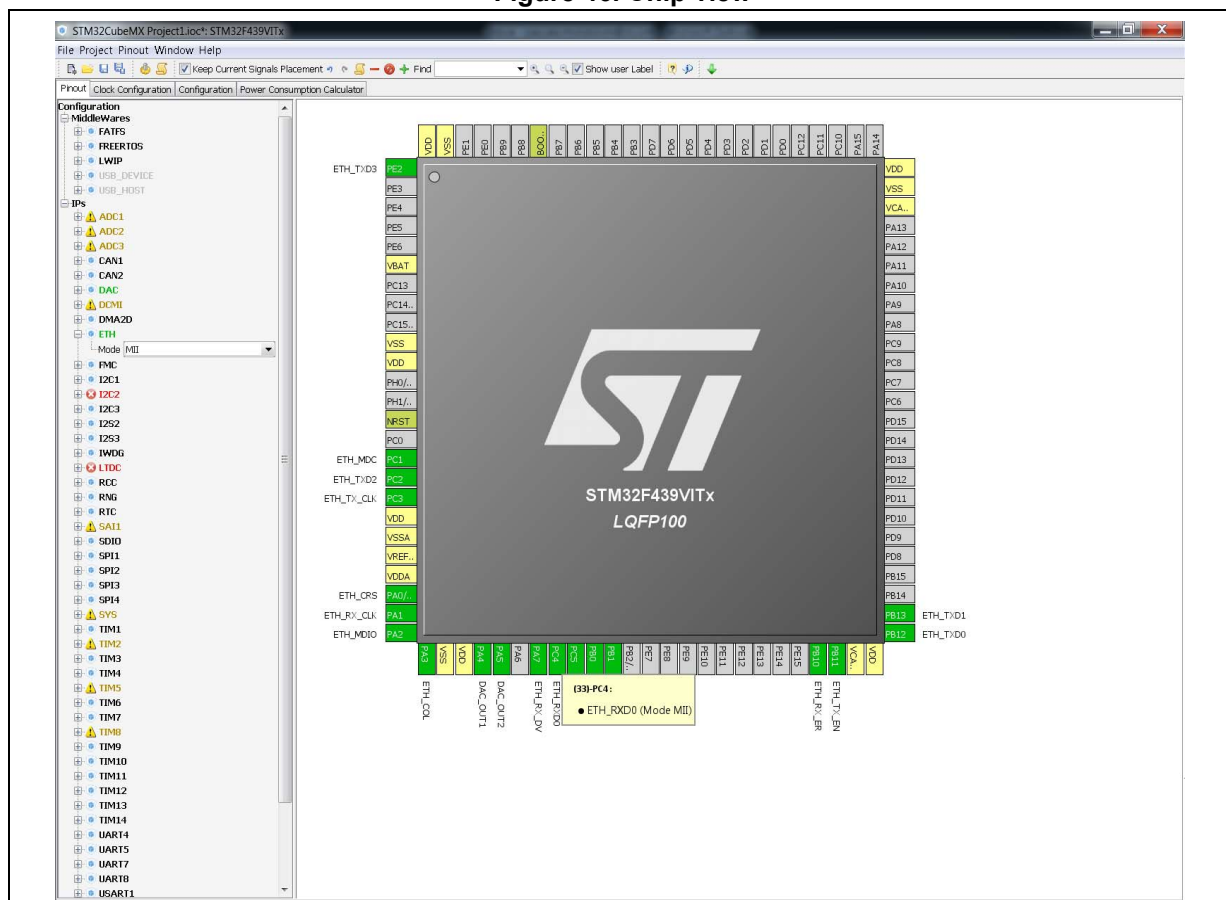 STM32CubeMX Project1.ioc*: STM32F439VITx
File Project Pinout Window Help
Keep Current Signals Placement Find Show user Label
Pinout Clock Configuration Configuration Power Consumption Calculator
Configuration
MiddleWares
FATFS
FREERTOS
LWIP
USB_DEVICE
USB_HOST
IPs
ADC1
ADC2
ADC3
CAN1
CAN2
DAC
DCMI
DMA2D
ETH
Mode MII
FMC
I2C1
I2C2
I2C3
I2S2
I2S3
IWDG
LTDC
RCC
RNG
RTC
SAI1
SDIO
SPI1
SPI2
SPI3
SPI4
SYS
TIM1
TIM2
TIM3
TIM4
TIM5
TIM6
TIM7
TIM8
TIM9
TIM10
TIM11
TIM12
TIM13
TIM14
UART4
UART5
UART7
UART8
USART1
VDD VSS PE1 PE0 PB9 PB8 BOO.. PB7 PB6 PB5 PB4 PB3 PD7 PD6 PD5 PD4 PD3 PD2 PD1 PD0 PC12 PC11 PC10 PA15 PA14
ETH_TXD3 PE2
PE3
PE4
PE5
PE6
VBAT
PC13
PC14..
PC15..
VSS
VDD
PH0/..
PH1/..
NRST
PC0
ETH_MDC PC1
ETH_TXD2 PC2
ETH_TX_CLK PC3
VDD
VSSA
VREF..
VDDA
ETH_CRS PA0/..
ETH_RX_CLK PA1
ETH_MDIO PA2
ST
STM32F439VITx
LQFP100
VDD
VSS
VCA..
PA13
PA12
PA11
PA10
PA9
PA8
PC9
PC8
PC7
PC6
PD15
PD14
PD13
PD12
PD11
PD10
PD9
PD8
PB15
PB14
PB13 ETH_TXD1
PB12 ETH_TXD0
PA3 VSS VDD PA4 PA5 PA6 PA7 PC4 PC5 PB0 PB1 PB2/.. PE7 PE8 PE9 PE10 PE11 PE12 PE13 PE14 PE15 PB10 PB11 VCA.. VDD
ETH_COL DAC_OUT1 DAC_OUT2 ETH_RX_DV ETH_RXD0 ETH_RX_ER ETH_TX_EN
(33)-PC4 :
ETH_RXD0 (Mode MII)